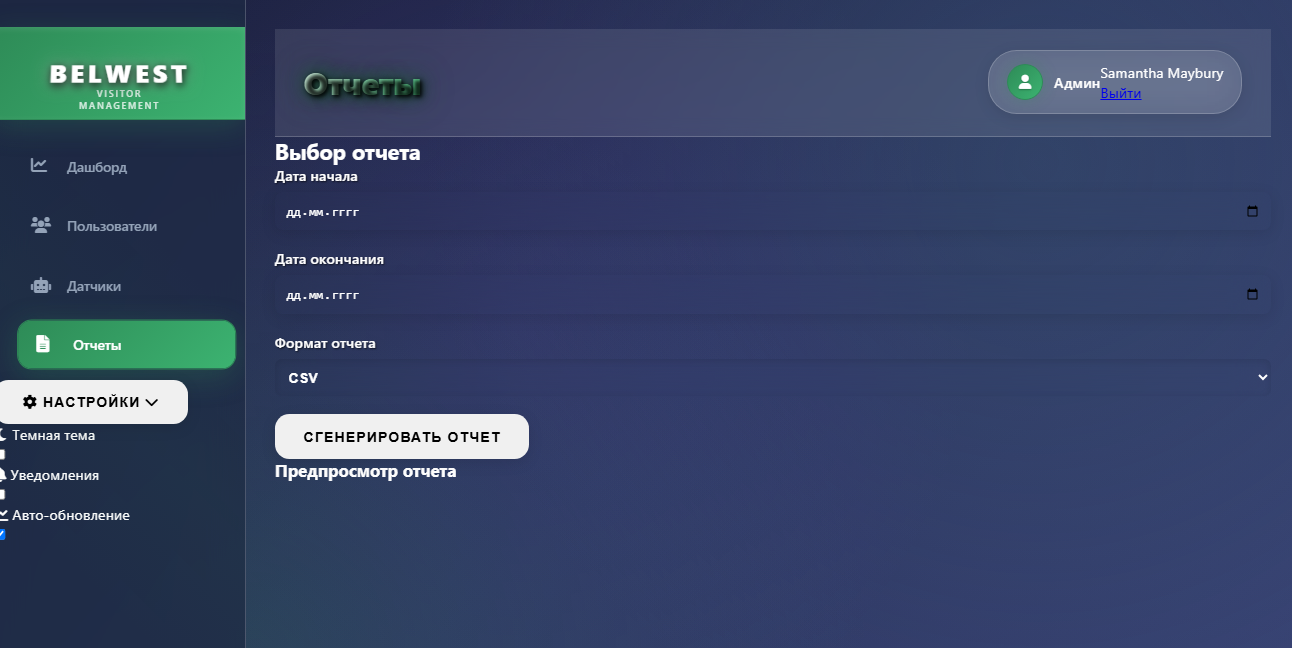 BELWEST
VISITOR
MANAGEMENT
Дашборд
Пользователи
Датчики
Отчеты
НАСТРОЙКИ
Темная тема
Уведомления
Авто-обновление
Отчеты
Админ
Samantha Maybury
Выйти
Выбор отчета
Дата начала
дд.мм.гггг
Дата окончания
дд.мм.гггг
Формат отчета
CSV
СГЕНЕРИРОВАТЬ ОТЧЕТ
Предпросмотр отчета